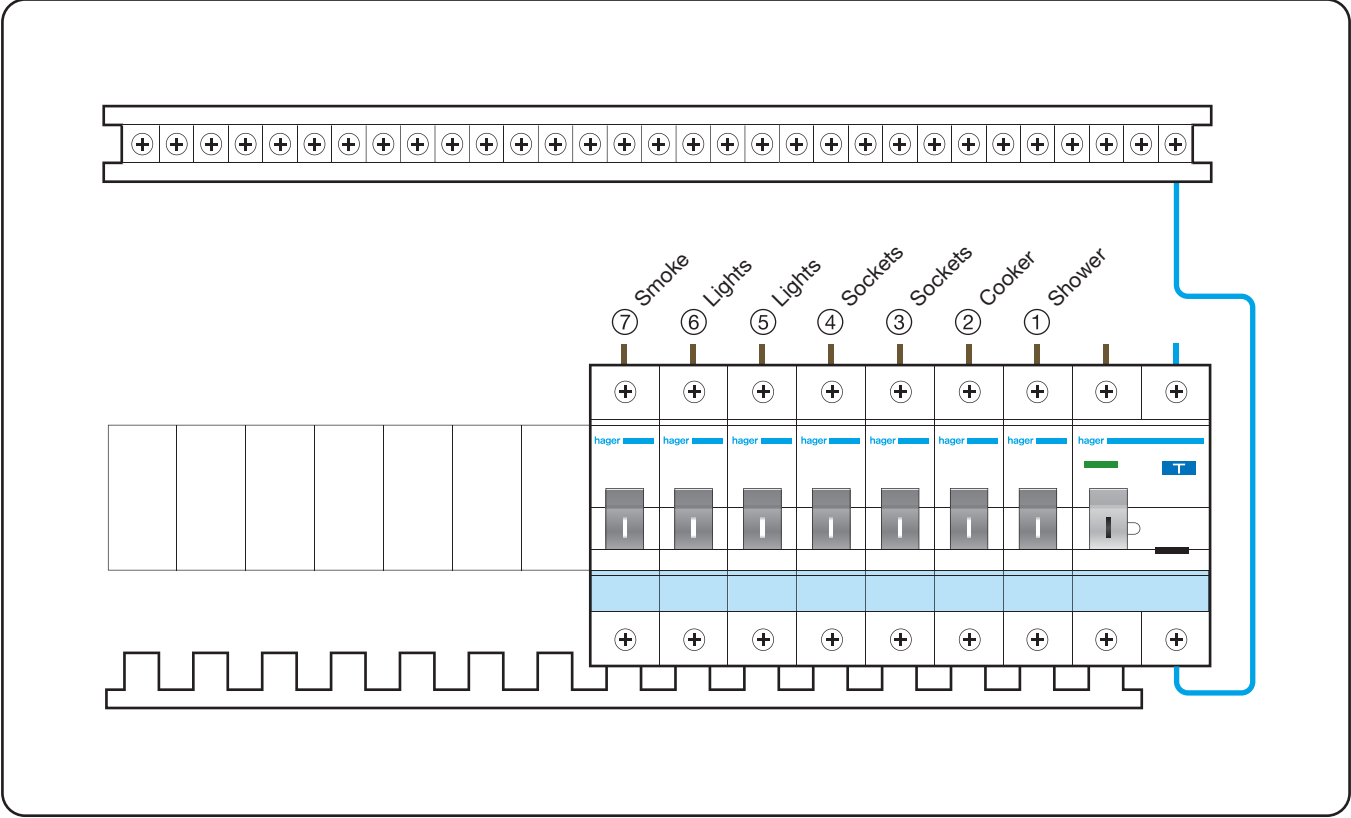 ⑦ Smoke
⑥ Lights
⑤ Lights
④ Sockets
③ Sockets
② Cooker
① Shower
hager hager hager hager hager hager hager hager
T